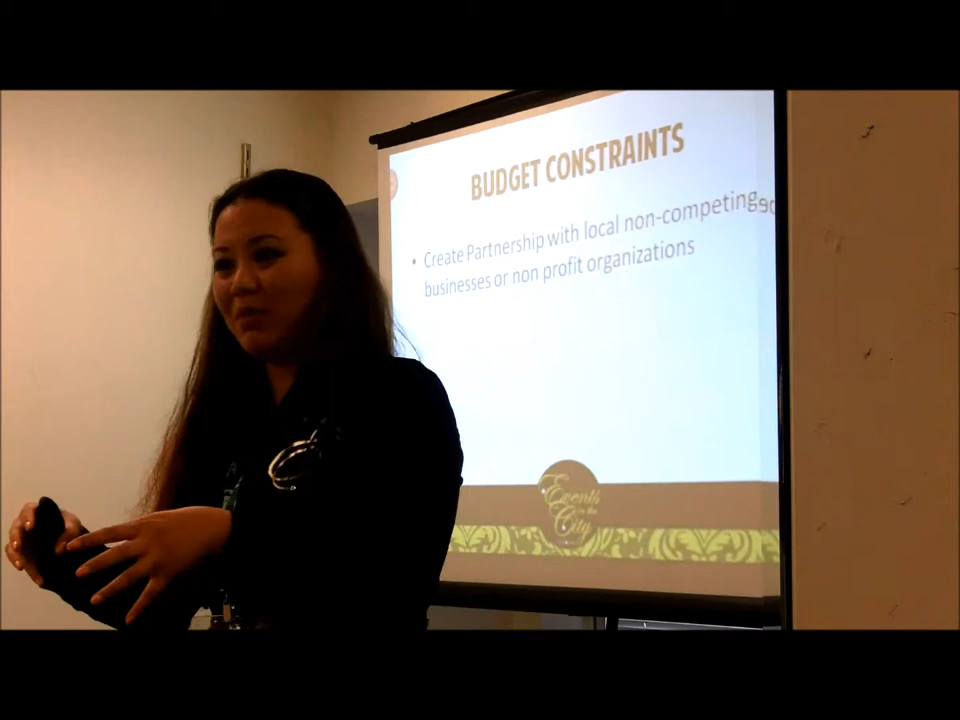 BUDGET CONSTRAINTS
• Create Partnership with local non-competing
businesses or non profit organizations
Events
in the
City